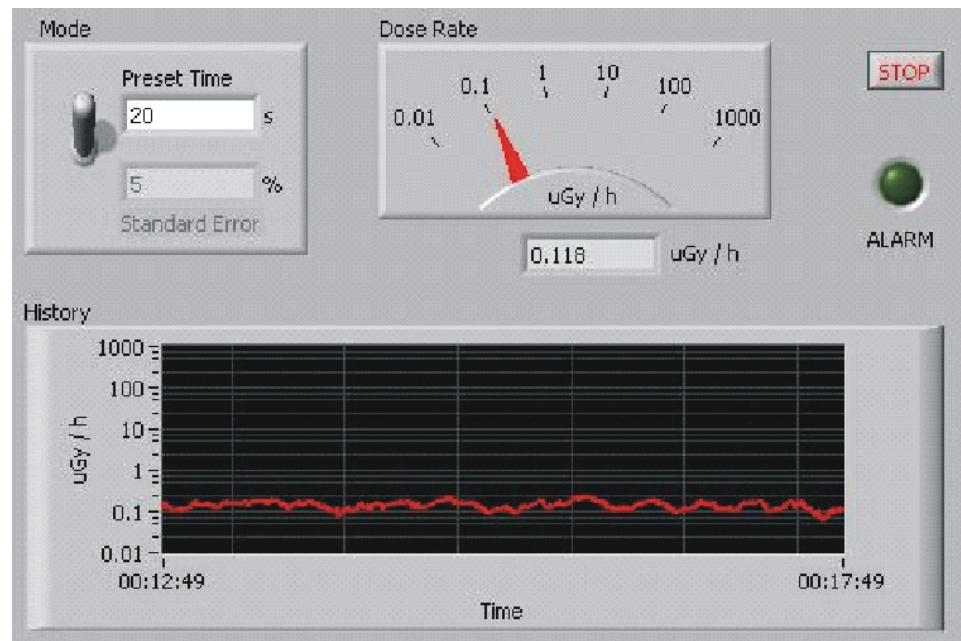 Mode
Preset Time
20 s
5 %
Standard Error
Dose Rate
0.01 0.1 1 10 100 1000
uGy / h
0.118 uGy / h
STOP
ALARM
History
uGy / h
1000
100
10
1
0.1
0.01
00:12:49 00:17:49
Time